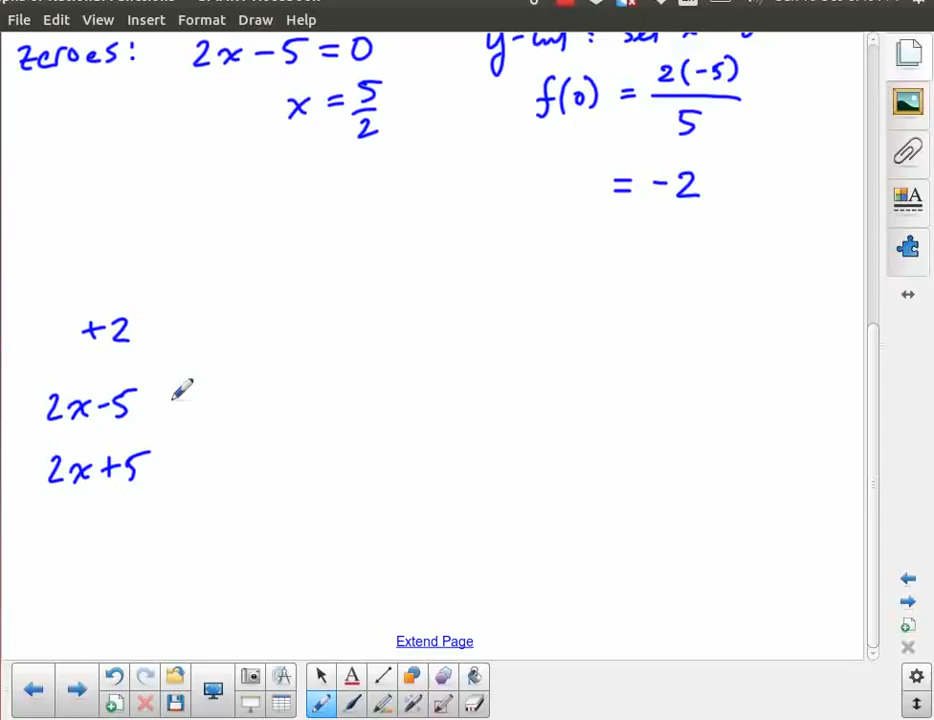 File Edit View Insert Format Draw Help
zeroes: 2x - 5 = 0
x = 5/2
f(0) = 2(-5)/5
= -2
+2
2x-5
2x+5
Extend Page